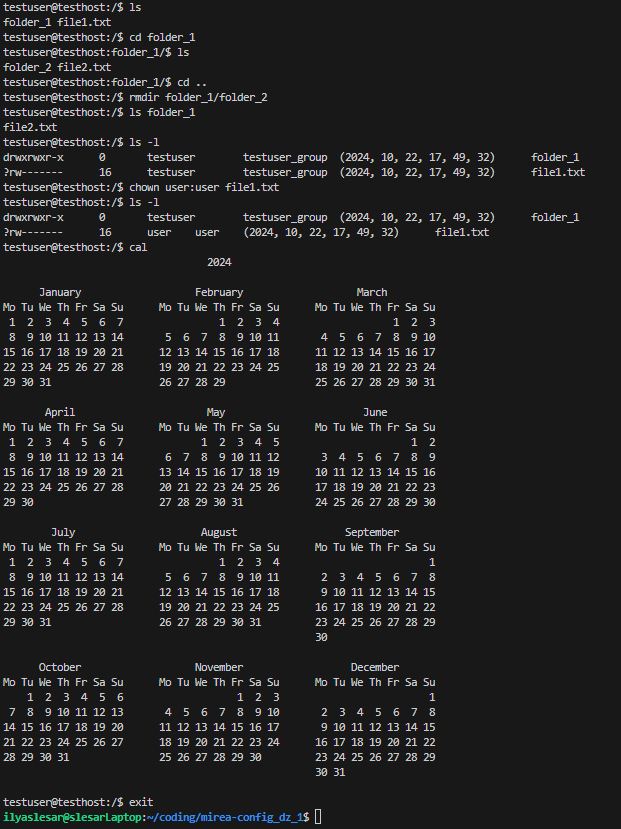 testuser@testhost:/$ ls
folder_1 file1.txt
testuser@testhost:/$ cd folder_1
testuser@testhost:folder_1/$ ls
folder_2 file2.txt
testuser@testhost:folder_1/$ cd ..
testuser@testhost:/$ rmdir folder_1/folder_2
testuser@testhost:/$ ls folder_1
file2.txt
testuser@testhost:/$ ls -l
drwxrwxr-x      0       testuser        testuser_group  (2024, 10, 22, 17, 49, 32)      folder_1
?rw-------      16      testuser        testuser_group  (2024, 10, 22, 17, 49, 32)      file1.txt
testuser@testhost:/$ chown user:user file1.txt
testuser@testhost:/$ ls -l
drwxrwxr-x      0       testuser        testuser_group  (2024, 10, 22, 17, 49, 32)      folder_1
?rw-------      16      user    user    (2024, 10, 22, 17, 49, 32)      file1.txt
testuser@testhost:/$ cal
                                  2024

      January                   February                   March
Mo Tu We Th Fr Sa Su      Mo Tu We Th Fr Sa Su      Mo Tu We Th Fr Sa Su
 1  2  3  4  5  6  7                1  2  3  4                   1  2  3
 8  9 10 11 12 13 14       5  6  7  8  9 10 11       4  5  6  7  8  9 10
15 16 17 18 19 20 21      12 13 14 15 16 17 18      11 12 13 14 15 16 17
22 23 24 25 26 27 28      19 20 21 22 23 24 25      18 19 20 21 22 23 24
29 30 31                  26 27 28 29               25 26 27 28 29 30 31

       April                      May                       June
Mo Tu We Th Fr Sa Su      Mo Tu We Th Fr Sa Su      Mo Tu We Th Fr Sa Su
 1  2  3  4  5  6  7             1  2  3  4  5                      1  2
 8  9 10 11 12 13 14       6  7  8  9 10 11 12       3  4  5  6  7  8  9
15 16 17 18 19 20 21      13 14 15 16 17 18 19      10 11 12 13 14 15 16
22 23 24 25 26 27 28      20 21 22 23 24 25 26      17 18 19 20 21 22 23
29 30                     27 28 29 30 31            24 25 26 27 28 29 30

        July                     August                  September
Mo Tu We Th Fr Sa Su      Mo Tu We Th Fr Sa Su      Mo Tu We Th Fr Sa Su
 1  2  3  4  5  6  7                1  2  3  4                         1
 8  9 10 11 12 13 14       5  6  7  8  9 10 11       2  3  4  5  6  7  8
15 16 17 18 19 20 21      12 13 14 15 16 17 18       9 10 11 12 13 14 15
22 23 24 25 26 27 28      19 20 21 22 23 24 25      16 17 18 19 20 21 22
29 30 31                  26 27 28 29 30 31         23 24 25 26 27 28 29
                                                    30

      October                   November                  December
Mo Tu We Th Fr Sa Su      Mo Tu We Th Fr Sa Su      Mo Tu We Th Fr Sa Su
    1  2  3  4  5  6                   1  2  3                         1
 7  8  9 10 11 12 13       4  5  6  7  8  9 10       2  3  4  5  6  7  8
14 15 16 17 18 19 20      11 12 13 14 15 16 17       9 10 11 12 13 14 15
21 22 23 24 25 26 27      18 19 20 21 22 23 24      16 17 18 19 20 21 22
28 29 30 31               25 26 27 28 29 30         23 24 25 26 27 28 29
                                                    30 31

testuser@testhost:/$ exit
ilyaslesar@slesarLaptop:~/coding/mirea-config_dz_1$